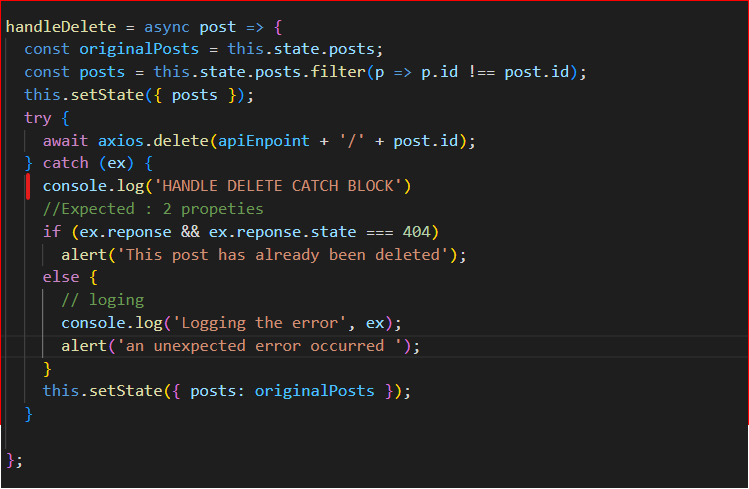 handleDelete = async post => {
const originalPosts = this.state.posts;
const posts = this.state.posts.filter(p => p.id !== post.id);
this.setState({ posts });
try {
await axios.delete(apiEnpoint + '/' + post.id);
} catch (ex) {
console.log('HANDLE DELETE CATCH BLOCK')
//Expected : 2 propeties
if (ex.reponse && ex.reponse.state === 404)
alert('This post has already been deleted');
else {
// loging
console.log('Logging the error', ex);
alert('an unexpected error occurred ');
}
this.setState({ posts: originalPosts });
}
};